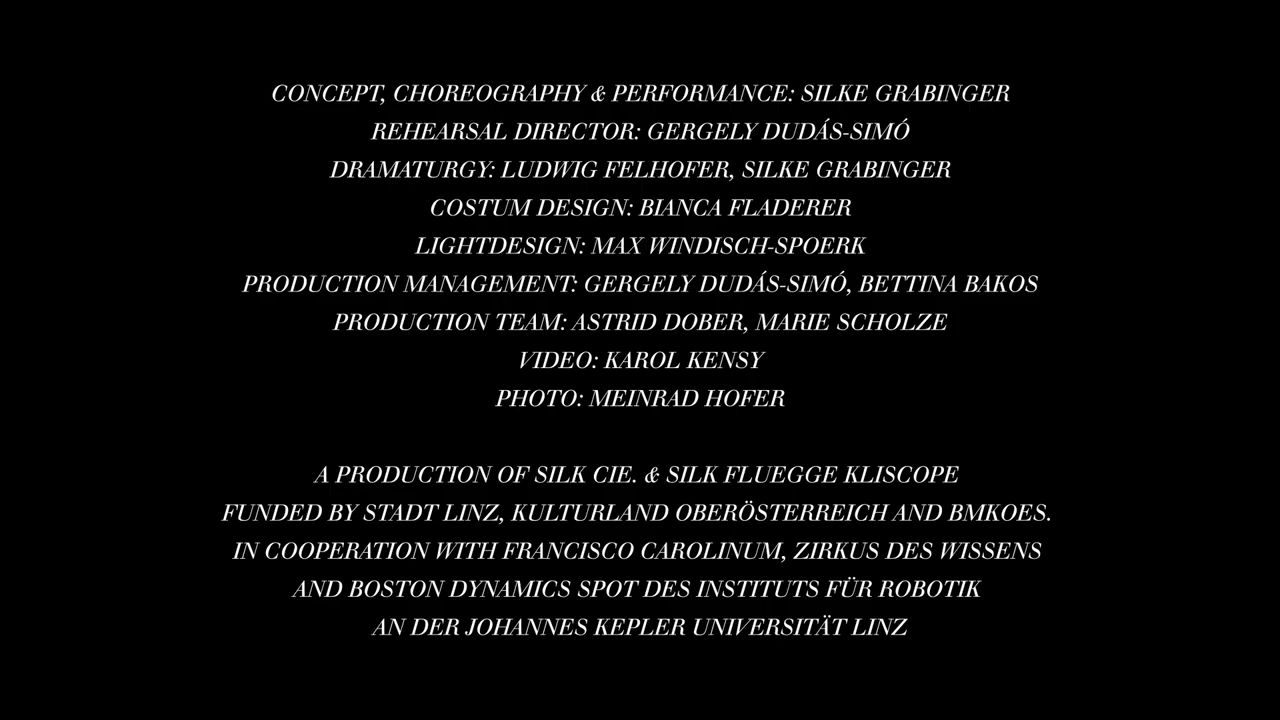 CONCEPT, CHOREOGRAPHY & PERFORMANCE: SILKE GRABINGER
REHEARSAL DIRECTOR: GERGELY DUDÁS-SIMÓ
DRAMATURGY: LUDWIG FELHOFER, SILKE GRABINGER
COSTUM DESIGN: BIANCA FLADERER
LIGHTDESIGN: MAX WINDISCH-SPOERK
PRODUCTION MANAGEMENT: GERGELY DUDÁS-SIMÓ, BETTINA BAKOS
PRODUCTION TEAM: ASTRID DOBER, MARIE SCHOLZE
VIDEO: KAROL KENSY
PHOTO: MEINRAD HOFER
A PRODUCTION OF SILK CIE. & SILK FLUEGGE KLISCOPE
FUNDED BY STADT LINZ, KULTURLAND OBERÖSTERREICH AND BMKOES.
IN COOPERATION WITH FRANCISCO CAROLINUM, ZIRKUS DES WISSENS
AND BOSTON DYNAMICS SPOT DES INSTITUTS FÜR ROBOTIK
AN DER JOHANNES KEPLER UNIVERSITÄT LINZ